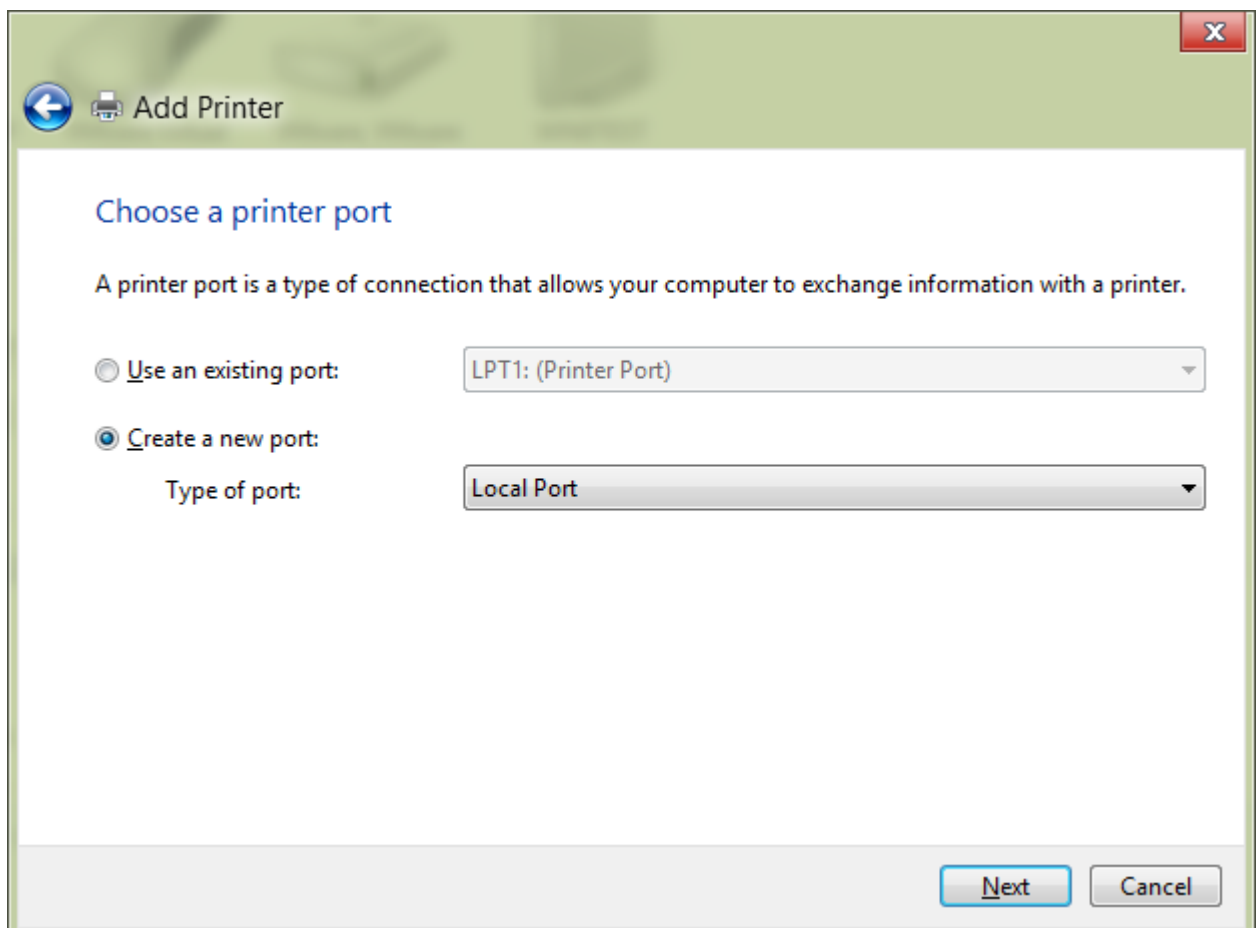 Add Printer
Choose a printer port
A printer port is a type of connection that allows your computer to exchange information with a printer.
Use an existing port:
LPT1: (Printer Port)
Create a new port:
Type of port:
Local Port
Next
Cancel